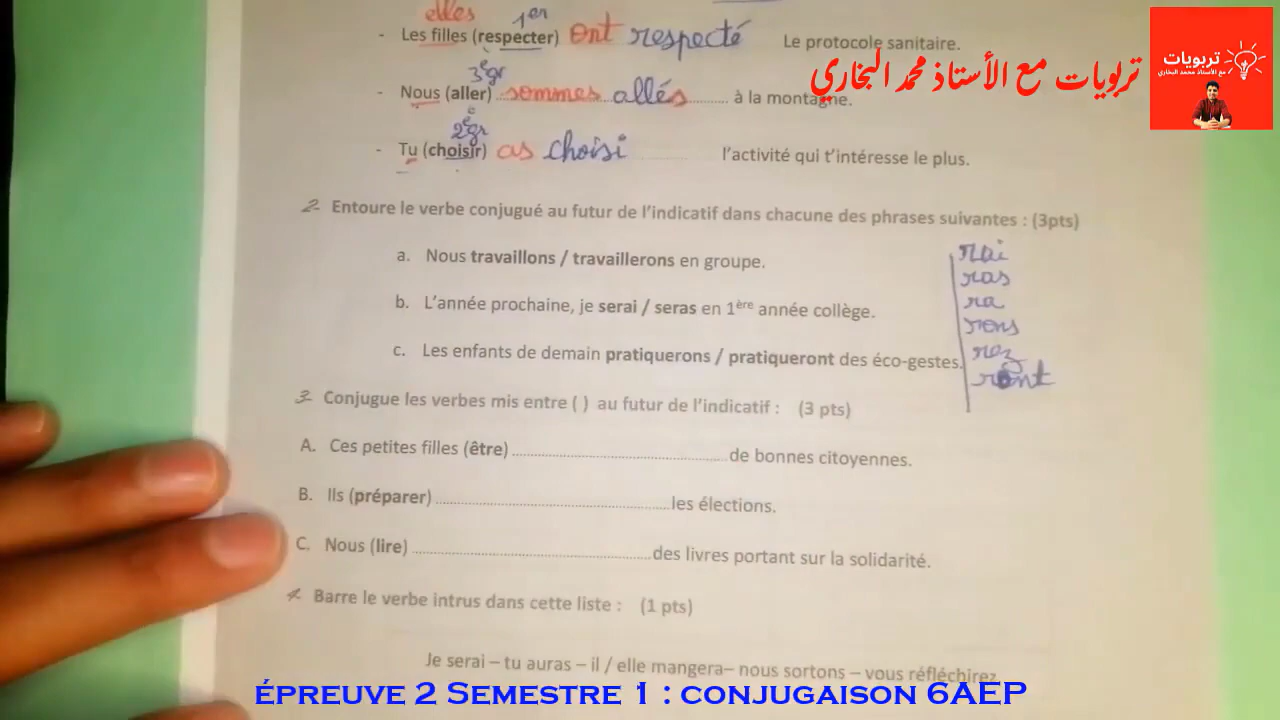 elles 1er
- Les filles (respecter) ont respecté Le protocole sanitaire.
تربويات مع الأستاذ محمد البخاري
تربويات
مع الأستاذ محمد البخاري
3e gr
- Nous (aller) sommes allés à la montagne.
2e gr
- Tu (choisir) as choisi l'activité qui t'intéresse le plus.
2- Entoure le verbe conjugué au futur de l'indicatif dans chacune des phrases suivantes : (3pts)
a. Nous travaillons / travaillerons en groupe.
b. L'année prochaine, je serai / seras en 1ère année collège.
c. Les enfants de demain pratiquerons / pratiqueront des éco-gestes.
rai
ras
ra
rons
rez
ront
3- Conjugue les verbes mis entre ( ) au futur de l'indicatif : (3 pts)
A. Ces petites filles (être) ........................................ de bonnes citoyennes.
B. Ils (préparer) ........................................ les élections.
C. Nous (lire) ........................................ des livres portant sur la solidarité.
4- Barre le verbe intrus dans cette liste : (1 pts)
Je serai – tu auras – il / elle mangera– nous sortons – vous réfléchirez
épreuve 2 Semestre 1 : conjugaison 6AEP